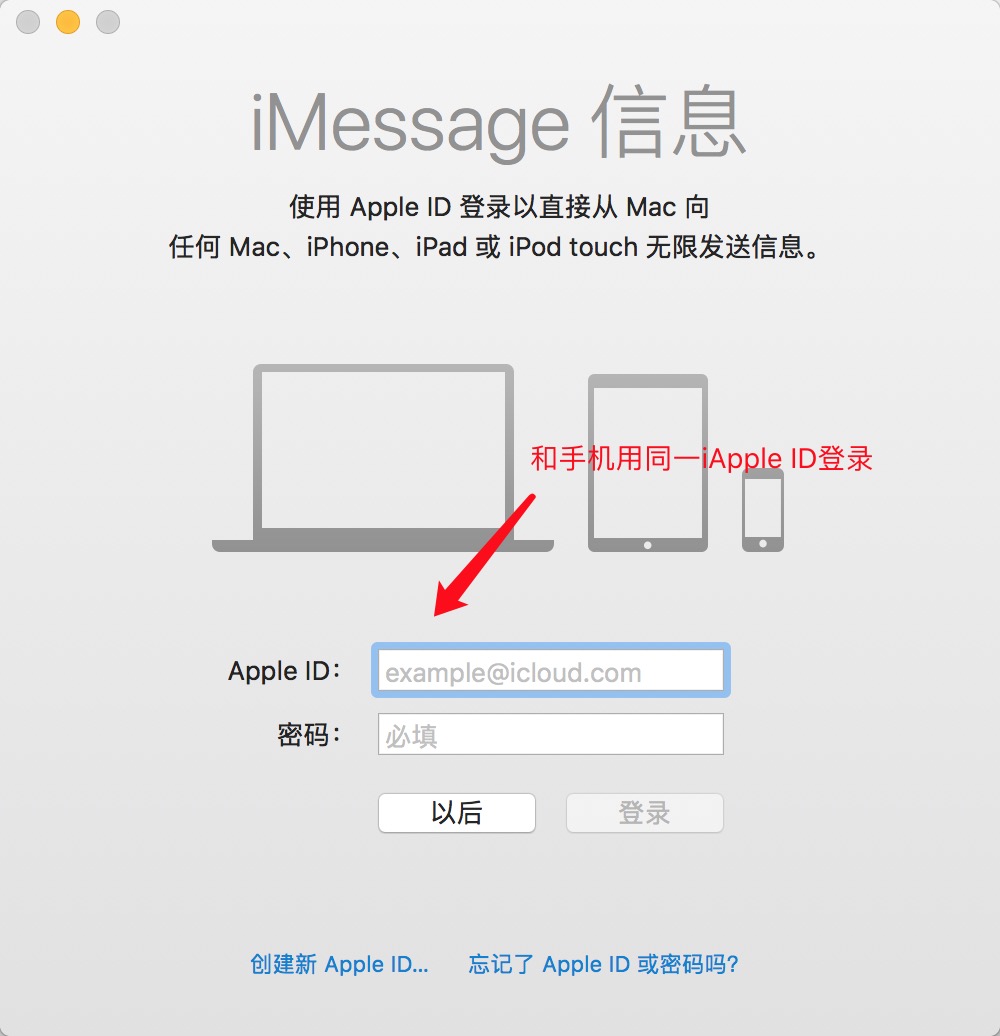 iMessage 信息
使用 Apple ID 登录以直接从 Mac 向
任何 Mac、iPhone、iPad 或 iPod touch 无限发送信息。
和手机用同一iApple ID登录
Apple ID：
example@icloud.com
密码：
必填
以后
登录
创建新 Apple ID...
忘记了 Apple ID 或密码吗?